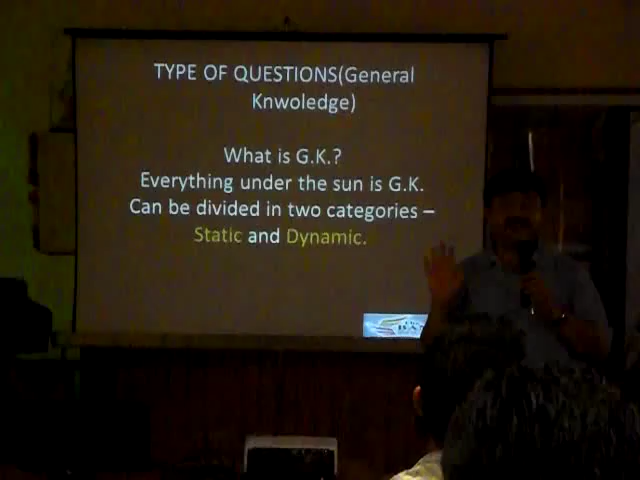 TYPE OF QUESTIONS(General
Knwoledge)
What is G.K.?
Everything under the sun is G.K.
Can be divided in two categories –
Static and Dynamic.